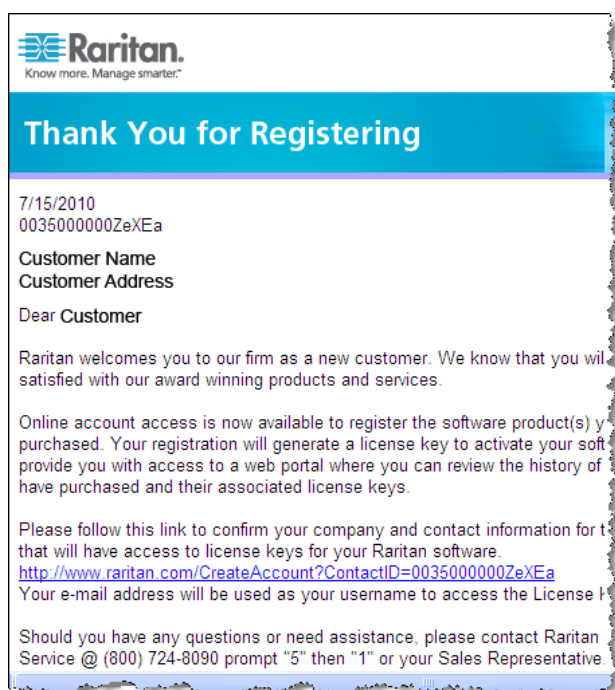 Raritan.
Know more. Manage smarter.™
Thank You for Registering
7/15/2010
0035000000ZeXEa
Customer Name
Customer Address
Dear Customer
Raritan welcomes you to our firm as a new customer. We know that you wil
satisfied with our award winning products and services.
Online account access is now available to register the software product(s) y
purchased. Your registration will generate a license key to activate your soft
provide you with access to a web portal where you can review the history of
have purchased and their associated license keys.
Please follow this link to confirm your company and contact information for t
that will have access to license keys for your Raritan software.
http://www.raritan.com/CreateAccount?ContactID=0035000000ZeXEa
Your e-mail address will be used as your username to access the License
Should you have any questions or need assistance, please contact Raritan
Service @ (800) 724-8090 prompt "5" then "1" or your Sales Representative.